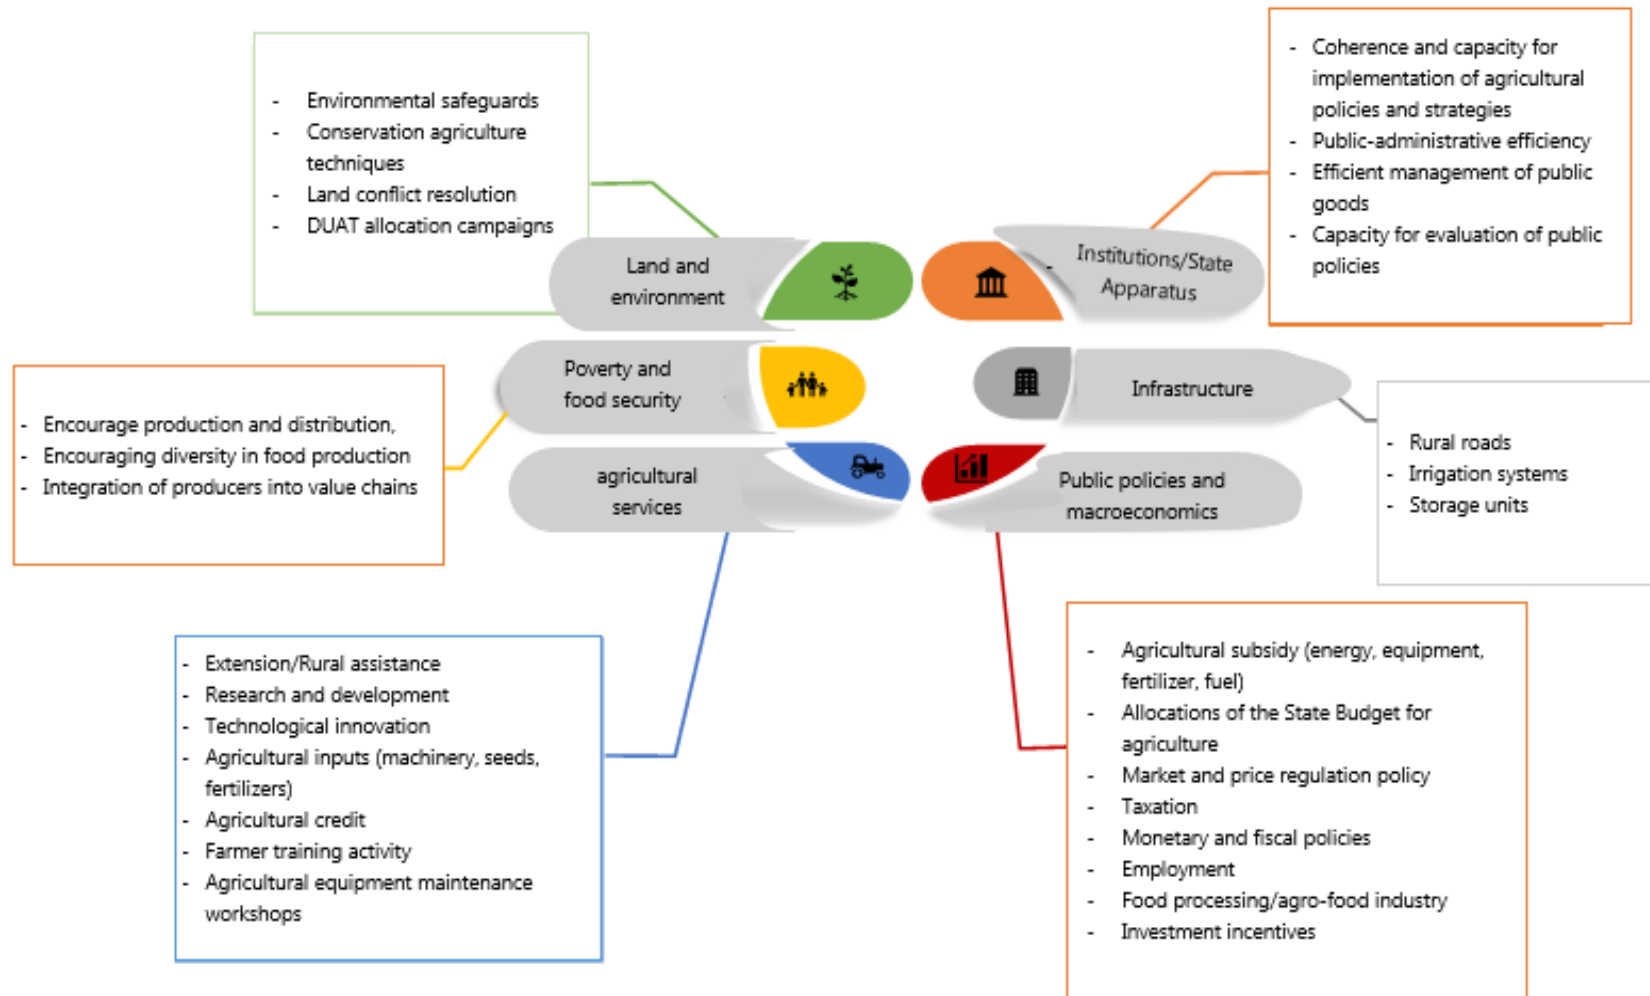 - Environmental safeguards
- Conservation agriculture
techniques
- Land conflict resolution
- DUAT allocation campaigns
- Coherence and capacity for
implementation of agricultural
policies and strategies
- Public-administrative efficiency
- Efficient management of public
goods
- Capacity for evaluation of public
policies
Land and
environment
- Institutions/State
Apparatus
Poverty and
food security
Infrastructure
agricultural
services
Public policies and
macroeconomics
- Encourage production and distribution,
- Encouraging diversity in food production
- Integration of producers into value chains
- Rural roads
- Irrigation systems
- Storage units
- Extension/Rural assistance
- Research and development
- Technological innovation
- Agricultural inputs (machinery, seeds,
fertilizers)
- Agricultural credit
- Farmer training activity
- Agricultural equipment maintenance
workshops
- Agricultural subsidy (energy, equipment,
fertilizer, fuel)
- Allocations of the State Budget for
agriculture
- Market and price regulation policy
- Taxation
- Monetary and fiscal policies
- Employment
- Food processing/agro-food industry
- Investment incentives